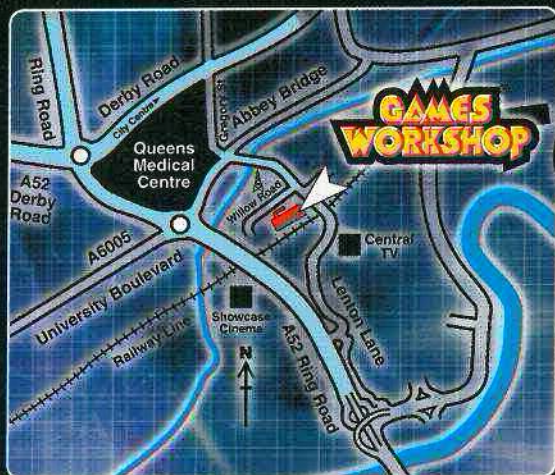 Ring Road
Derby Road
City Centre
Gregory St
Abbey Bridge
GAMES
WORKSHOP
Queens
Medical
Centre
A52
Derby
Road
Willow Road
A6005
University Boulevard
Central
TV
Railway Line
Showcase
Cinema
Lenton Lane
A52 Ring Road
N